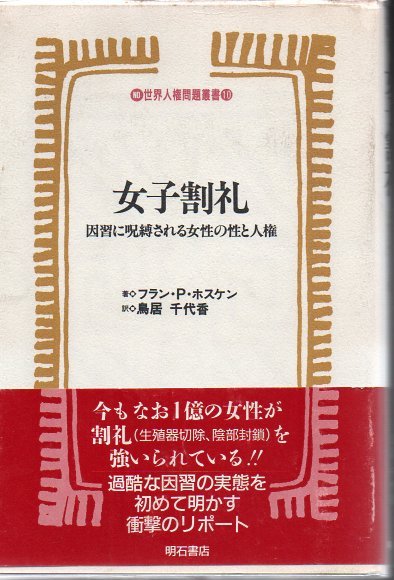 世界人権問題叢書10
女子割礼
因習に呪縛される女性の性と人権
著◇フラン・P・ホスケン
訳◇鳥居 千代香
今もなお1億の女性が
割礼(生殖器切除、陰部封鎖)を
強いられている!!
過酷な因習の実態を
初めて明かす
衝撃のリポート
明石書店